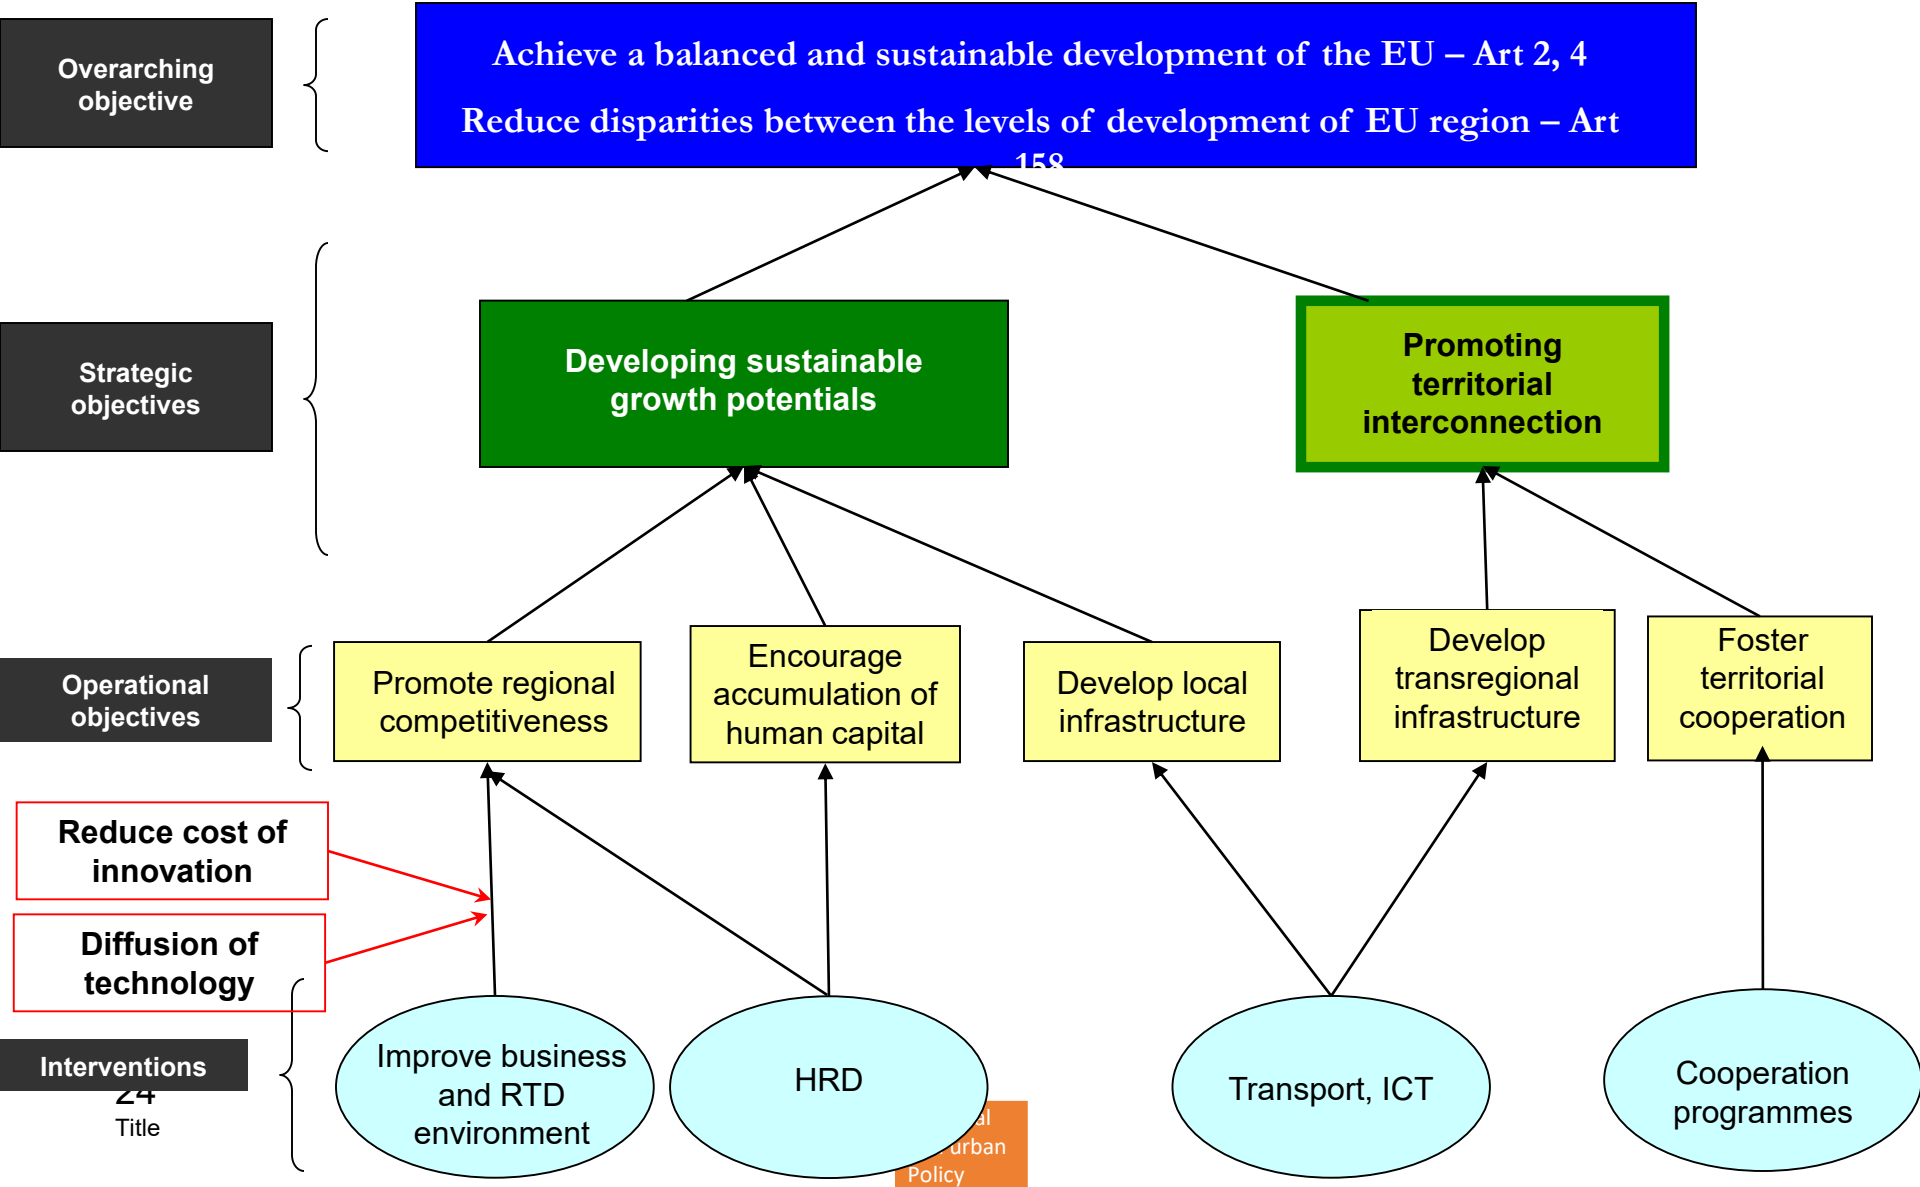 Overarching
objective
Achieve a balanced and sustainable development of the EU – Art 2, 4
Reduce disparities between the levels of development of EU region – Art
158
Strategic
objectives
Developing sustainable
growth potentials
Promoting
territorial
interconnection
Operational
objectives
Promote regional
competitiveness
Encourage
accumulation of
human capital
Develop local
infrastructure
Develop
transregional
infrastructure
Foster
territorial
cooperation
Reduce cost of
innovation
Diffusion of
technology
Interventions
24
Title
Improve business
and RTD
environment
HRD
Transport, ICT
Cooperation
programmes
urban
Policy